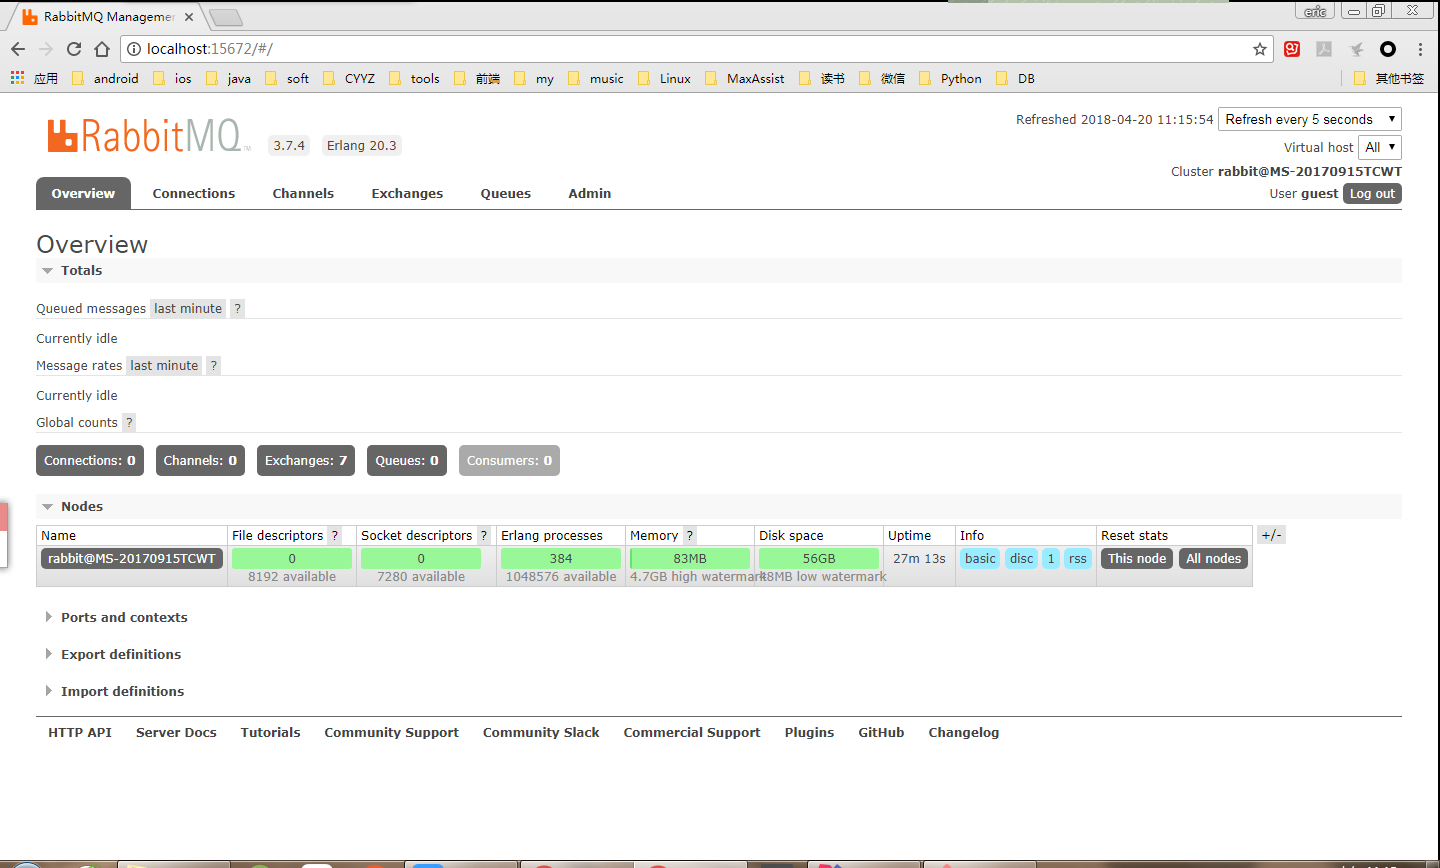 RabbitMQ Manageme
eric
localhost:15672/#/
应用 android ios java soft CYYZ tools 前端 my music Linux MaxAssist 读书 微信 Python DB 其他书签
RabbitMQ TM 3.7.4 Erlang 20.3
Refreshed 2018-04-20 11:15:54 Refresh every 5 seconds
Virtual host All
Cluster rabbit@MS-20170915TCWT
User guest Log out
Overview Connections Channels Exchanges Queues Admin
Overview
Totals
Queued messages last minute ?
Currently idle
Message rates last minute ?
Currently idle
Global counts ?
Connections: 0 Channels: 0 Exchanges: 7 Queues: 0 Consumers: 0
Nodes
Name File descriptors ? Socket descriptors ? Erlang processes Memory ? Disk space Uptime Info Reset stats +/-
rabbit@MS-20170915TCWT 0 0 384 83MB 56GB 27m 13s basic disc 1 rss This node All nodes
8192 available 7280 available 1048576 available 4.7GB high watermark 48MB low watermark
Ports and contexts
Export definitions
Import definitions
HTTP API Server Docs Tutorials Community Support Community Slack Commercial Support Plugins GitHub Changelog